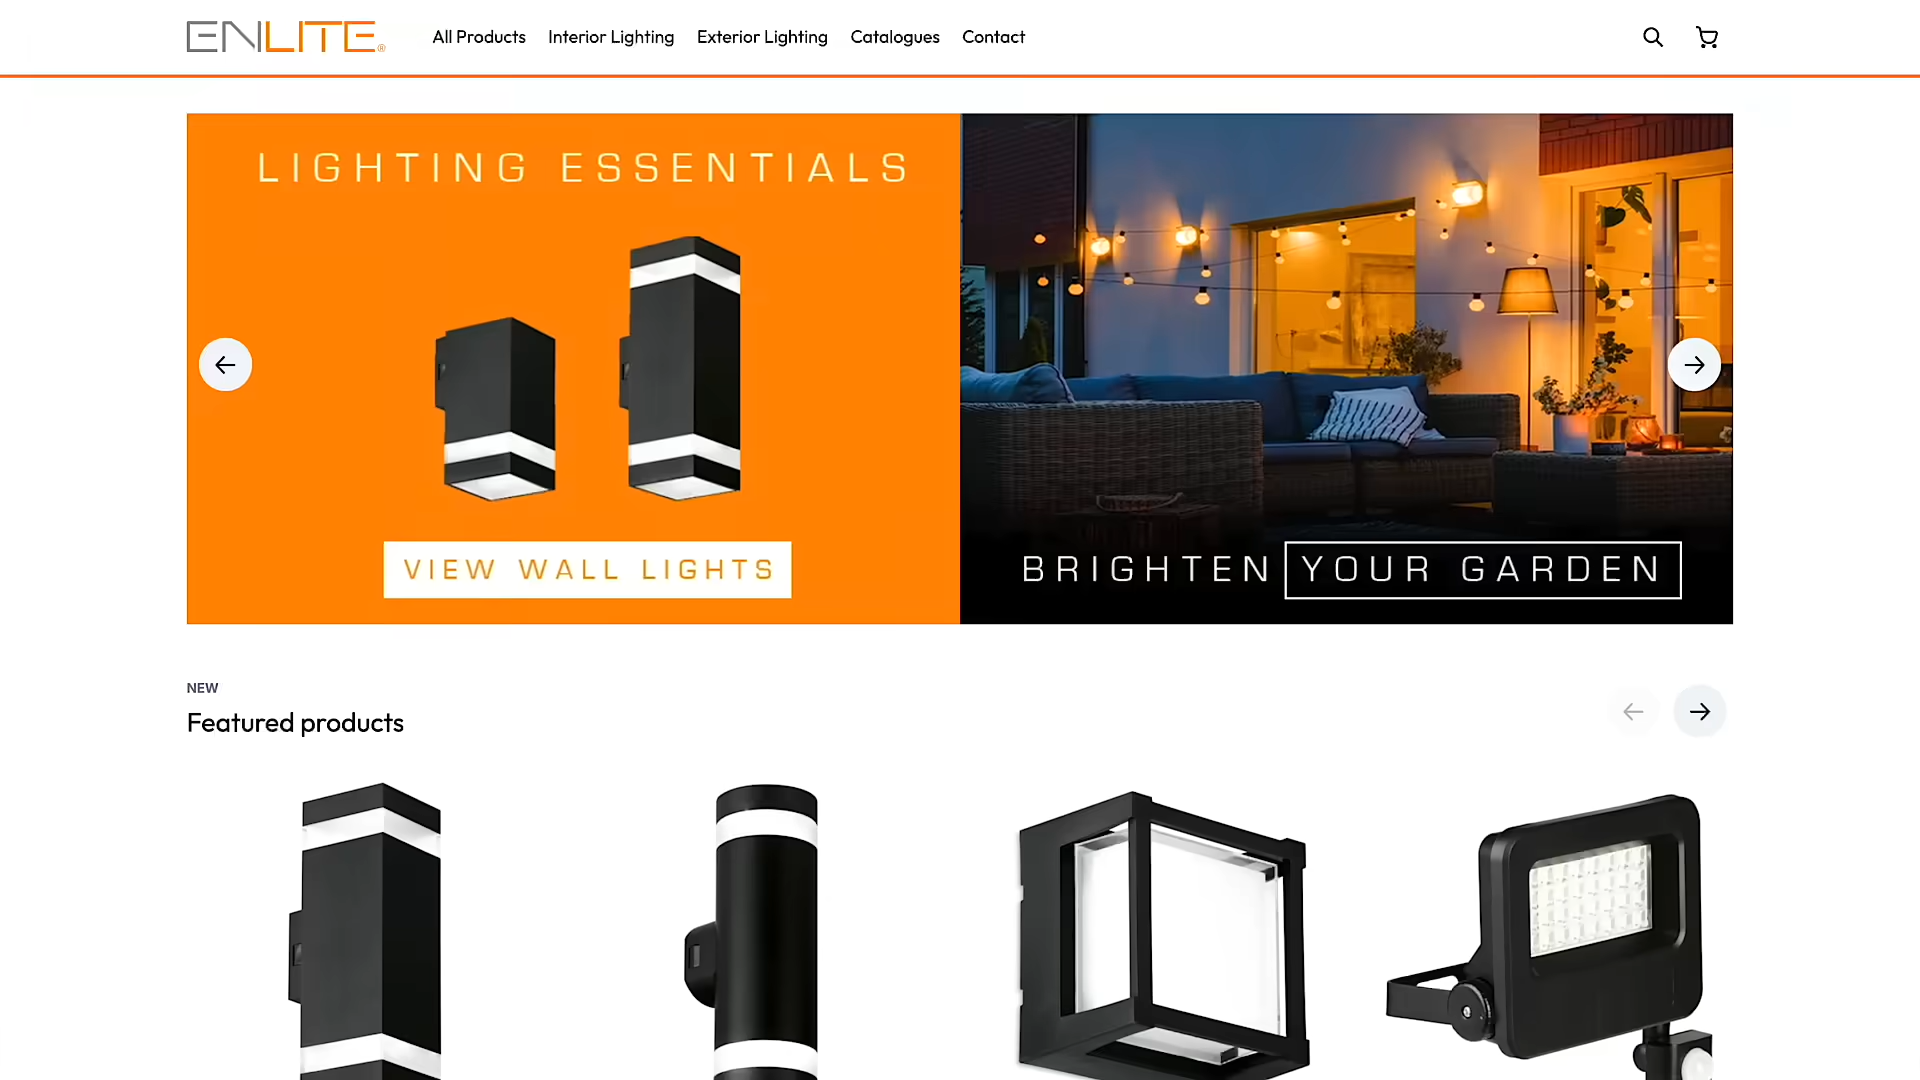 ENLITE®
All Products
Interior Lighting
Exterior Lighting
Catalogues
Contact
LIGHTING ESSENTIALS
VIEW WALL LIGHTS
BRIGHTEN YOUR GARDEN
NEW
Featured products